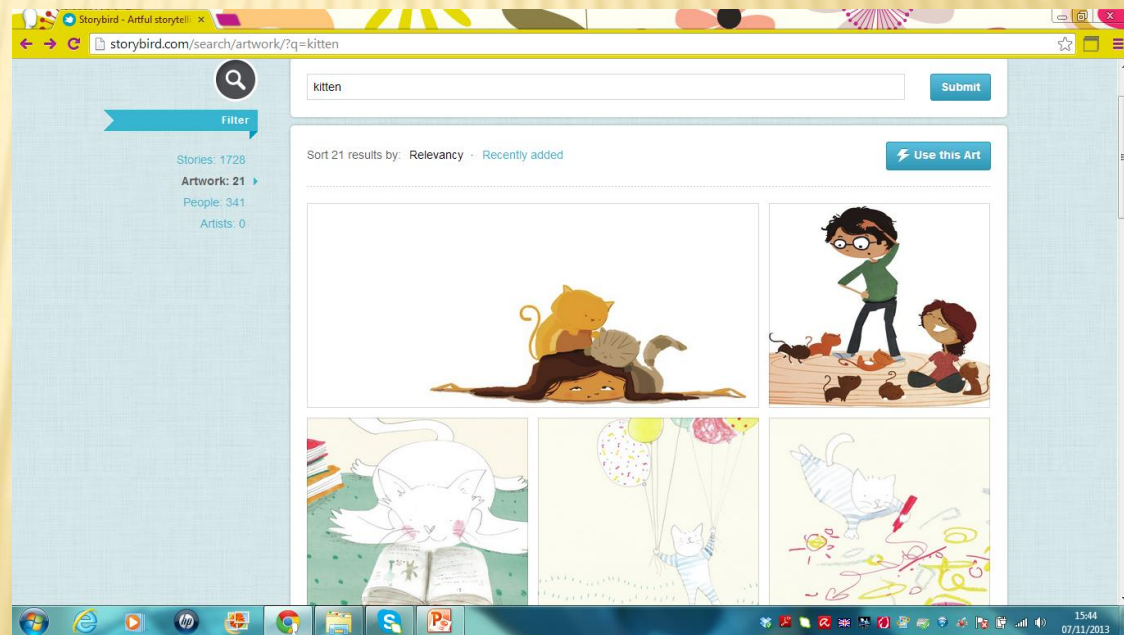 Storybird - Artful storytelli
storybird.com/search/artwork/?q=kitten
kitten
Submit
Filter
Stories: 1728
Artwork: 21
People: 341
Artists: 0
Sort 21 results by: Relevancy · Recently added
Use this Art
15:44
07/11/2013